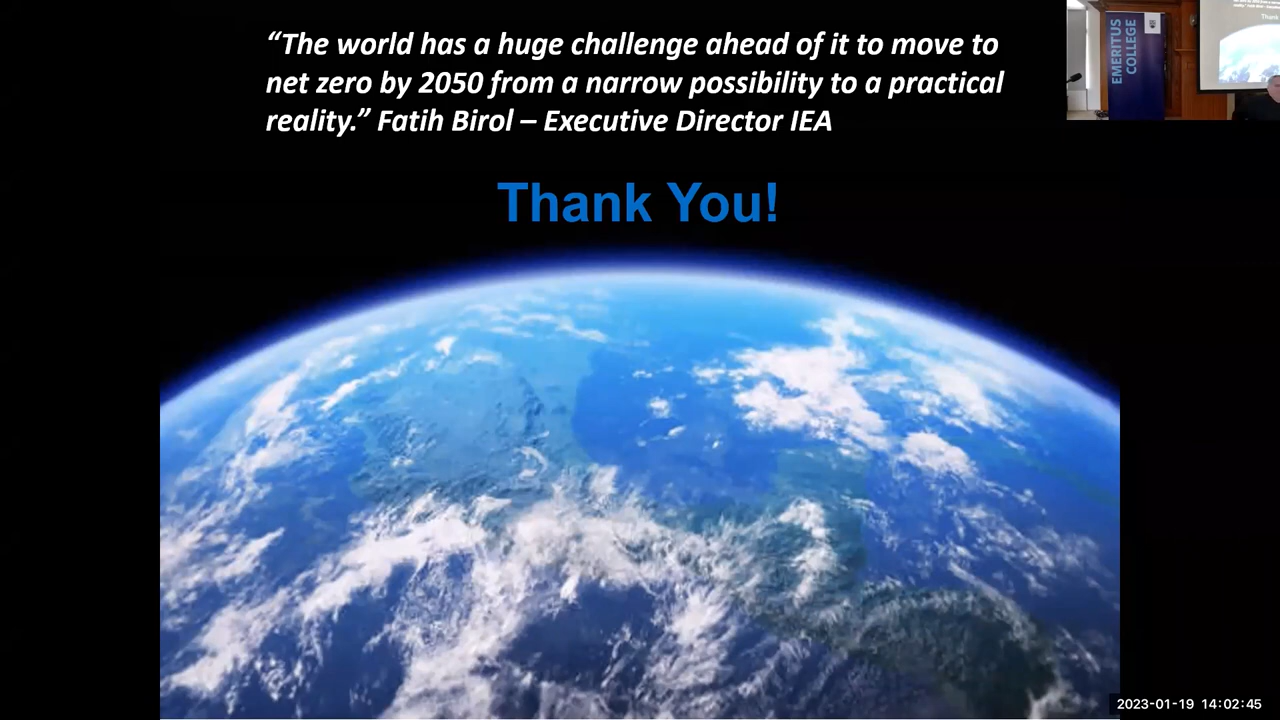 “The world has a huge challenge ahead of it to move to
net zero by 2050 from a narrow possibility to a practical
reality.” Fatih Birol – Executive Director IEA
Thank You!
EMERITUS
COLLEGE
Thank
2023-01-19 14:02:45